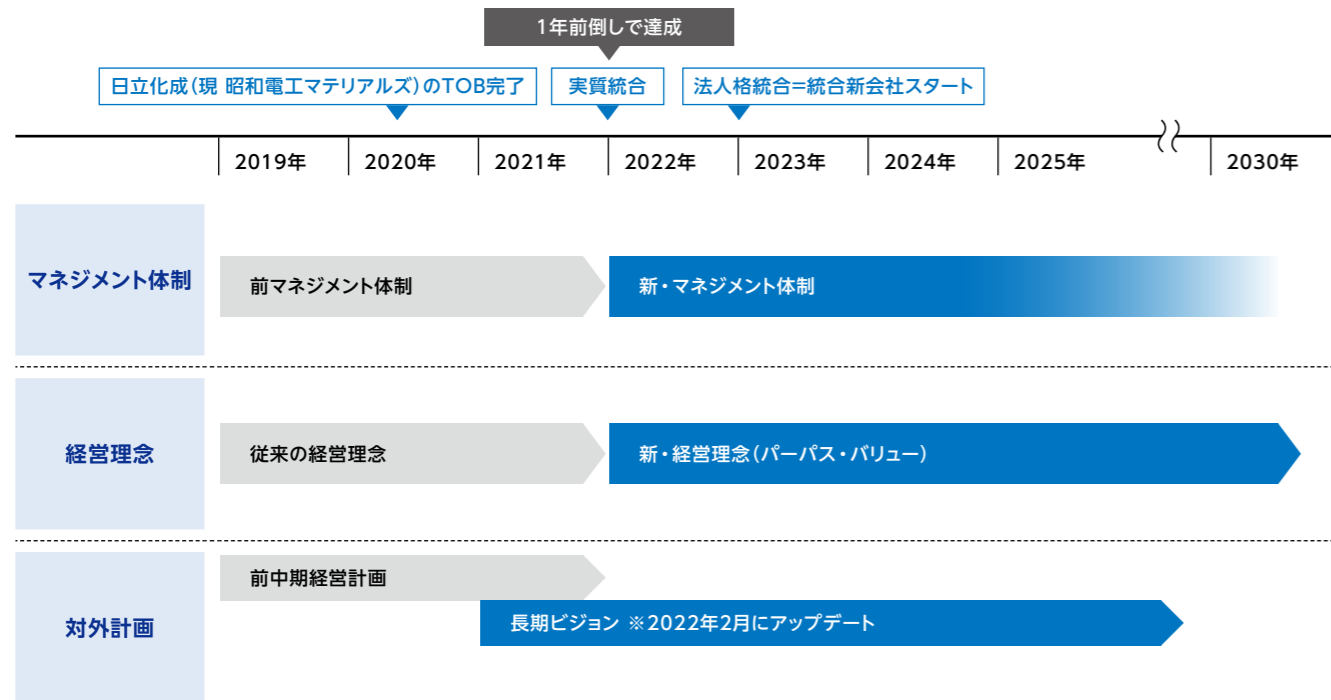 1年前倒しで達成
日立化成(現 昭和電工マテリアルズ)のTOB完了
実質統合
法人格統合=統合新会社スタート
2019年
2020年
2021年
2022年
2023年
2024年
2025年
2030年
マネジメント体制
前マネジメント体制
新・マネジメント体制
経営理念
従来の経営理念
新・経営理念(パーパス・バリュー)
対外計画
前中期経営計画
長期ビジョン ※2022年2月にアップデート